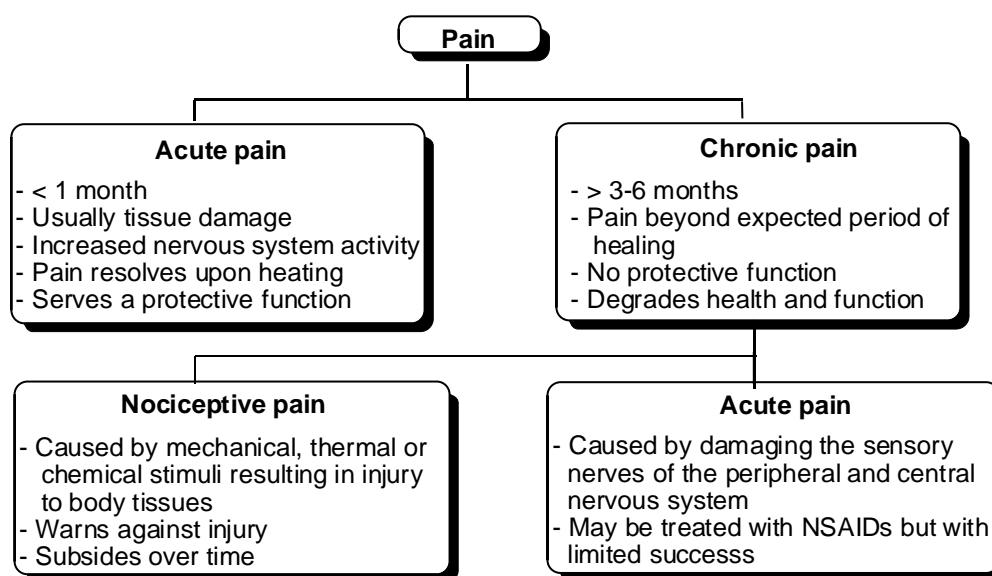 Pain
Acute pain
- < 1 month
- Usually tissue damage
- Increased nervous system activity
- Pain resolves upon heating
- Serves a protective function
Chronic pain
- > 3-6 months
- Pain beyond expected period of
healing
- No protective function
- Degrades health and function
Nociceptive pain
- Caused by mechanical, thermal or
chemical stimuli resulting in injury
to body tissues
- Warns against injury
- Subsides over time
Acute pain
- Caused by damaging the sensory
nerves of the peripheral and central
nervous system
- May be treated with NSAIDs but with
limited successs